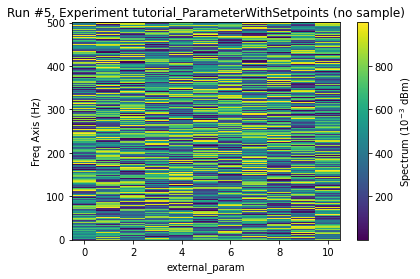 Run #5, Experiment tutorial_ParameterWithSetpoints (no sample)
500
400
300
200
100
0
Freq Axis (Hz)
0 2 4 6 8 10
external_param
800
600
400
200
Spectrum (10⁻³ dBm)